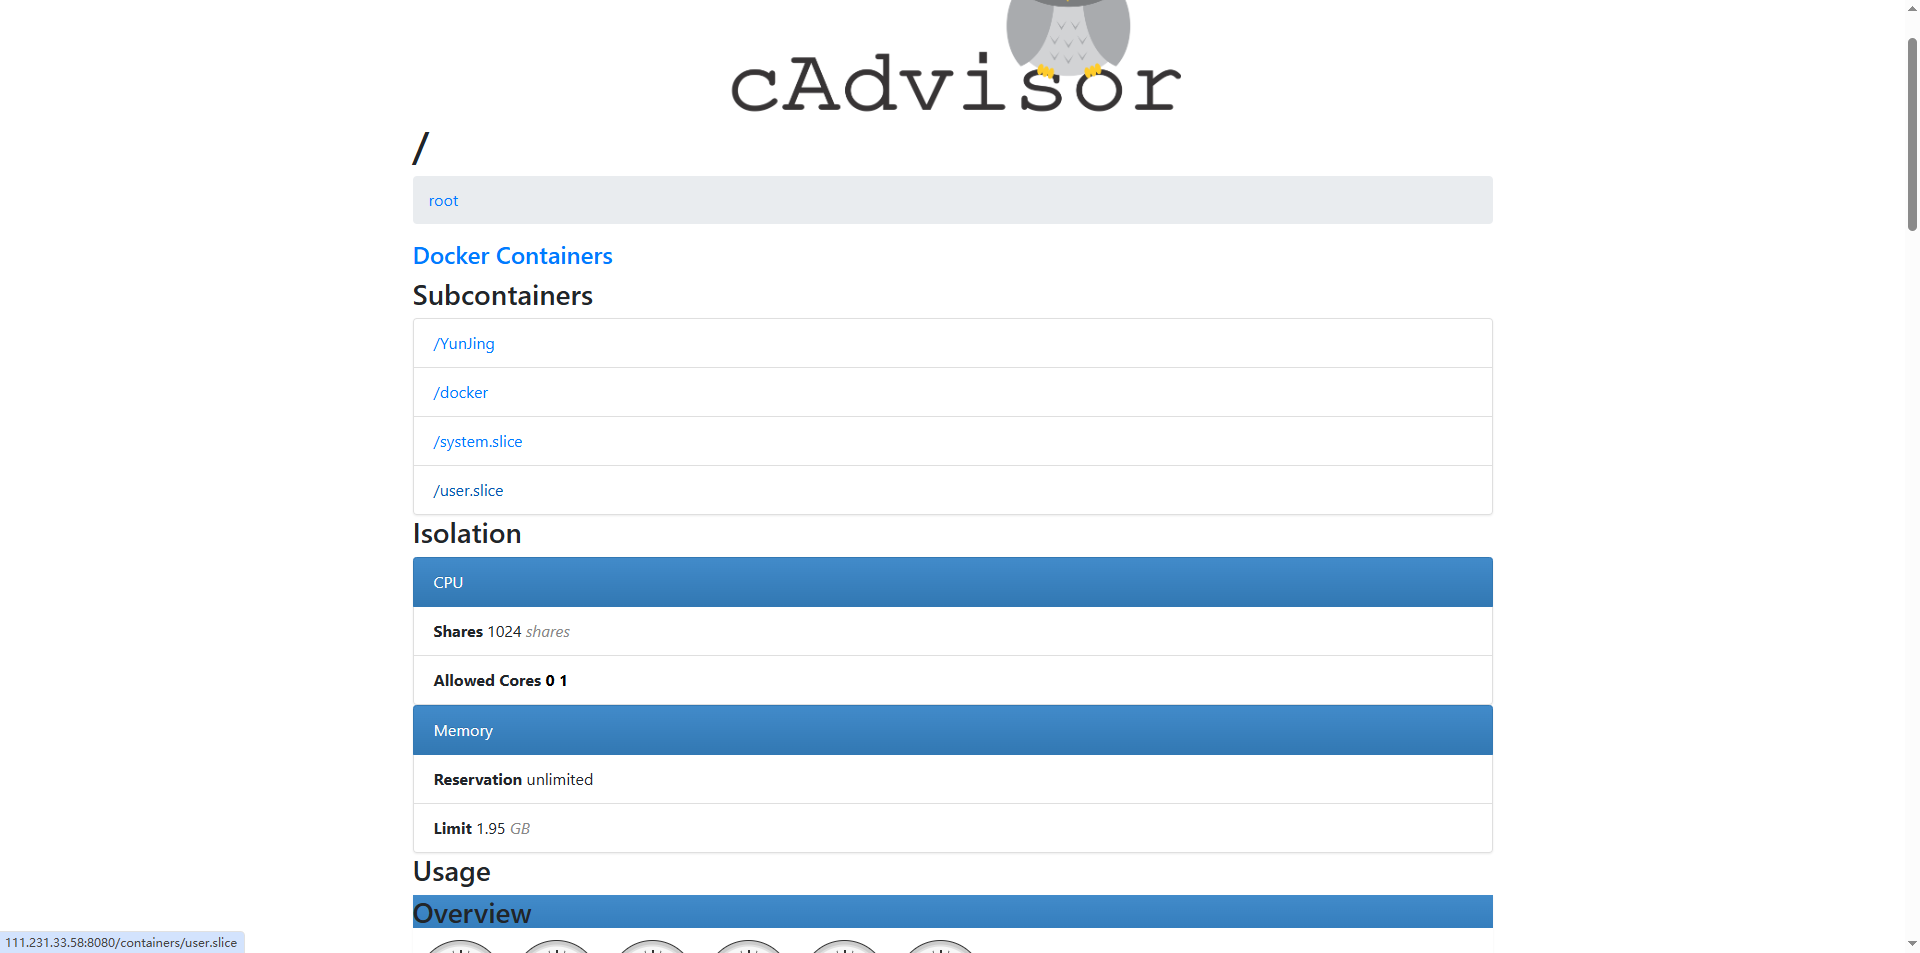 cAdvisor
/
root
Docker Containers
Subcontainers
/YunJing
/docker
/system.slice
/user.slice
Isolation
CPU
Shares 1024 shares
Allowed Cores 0 1
Memory
Reservation unlimited
Limit 1.95 GB
Usage
Overview
111.231.33.58:8080/containers/user.slice